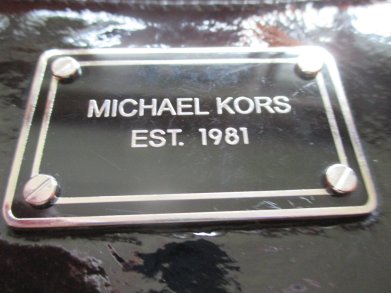 MICHAEL KORS
EST. 1981